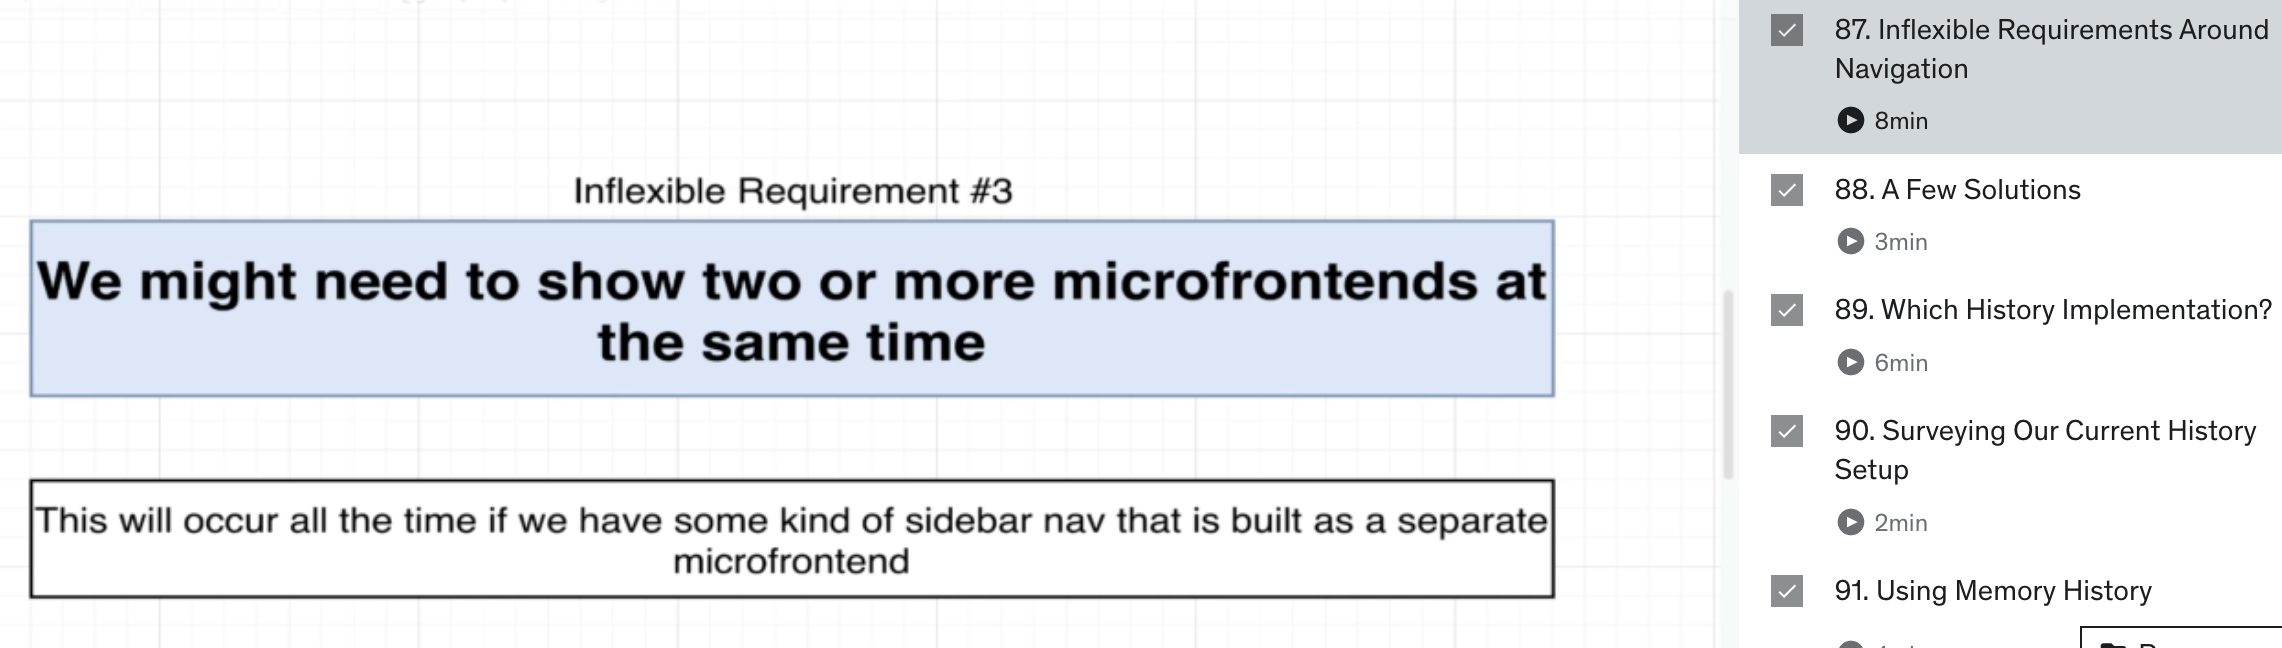 Inflexible Requirement #3
We might need to show two or more microfrontends at
the same time
This will occur all the time if we have some kind of sidebar nav that is built as a separate
microfrontend
87. Inflexible Requirements Around
Navigation
8min
88. A Few Solutions
3min
89. Which History Implementation?
6min
90. Surveying Our Current History
Setup
2min
91. Using Memory History